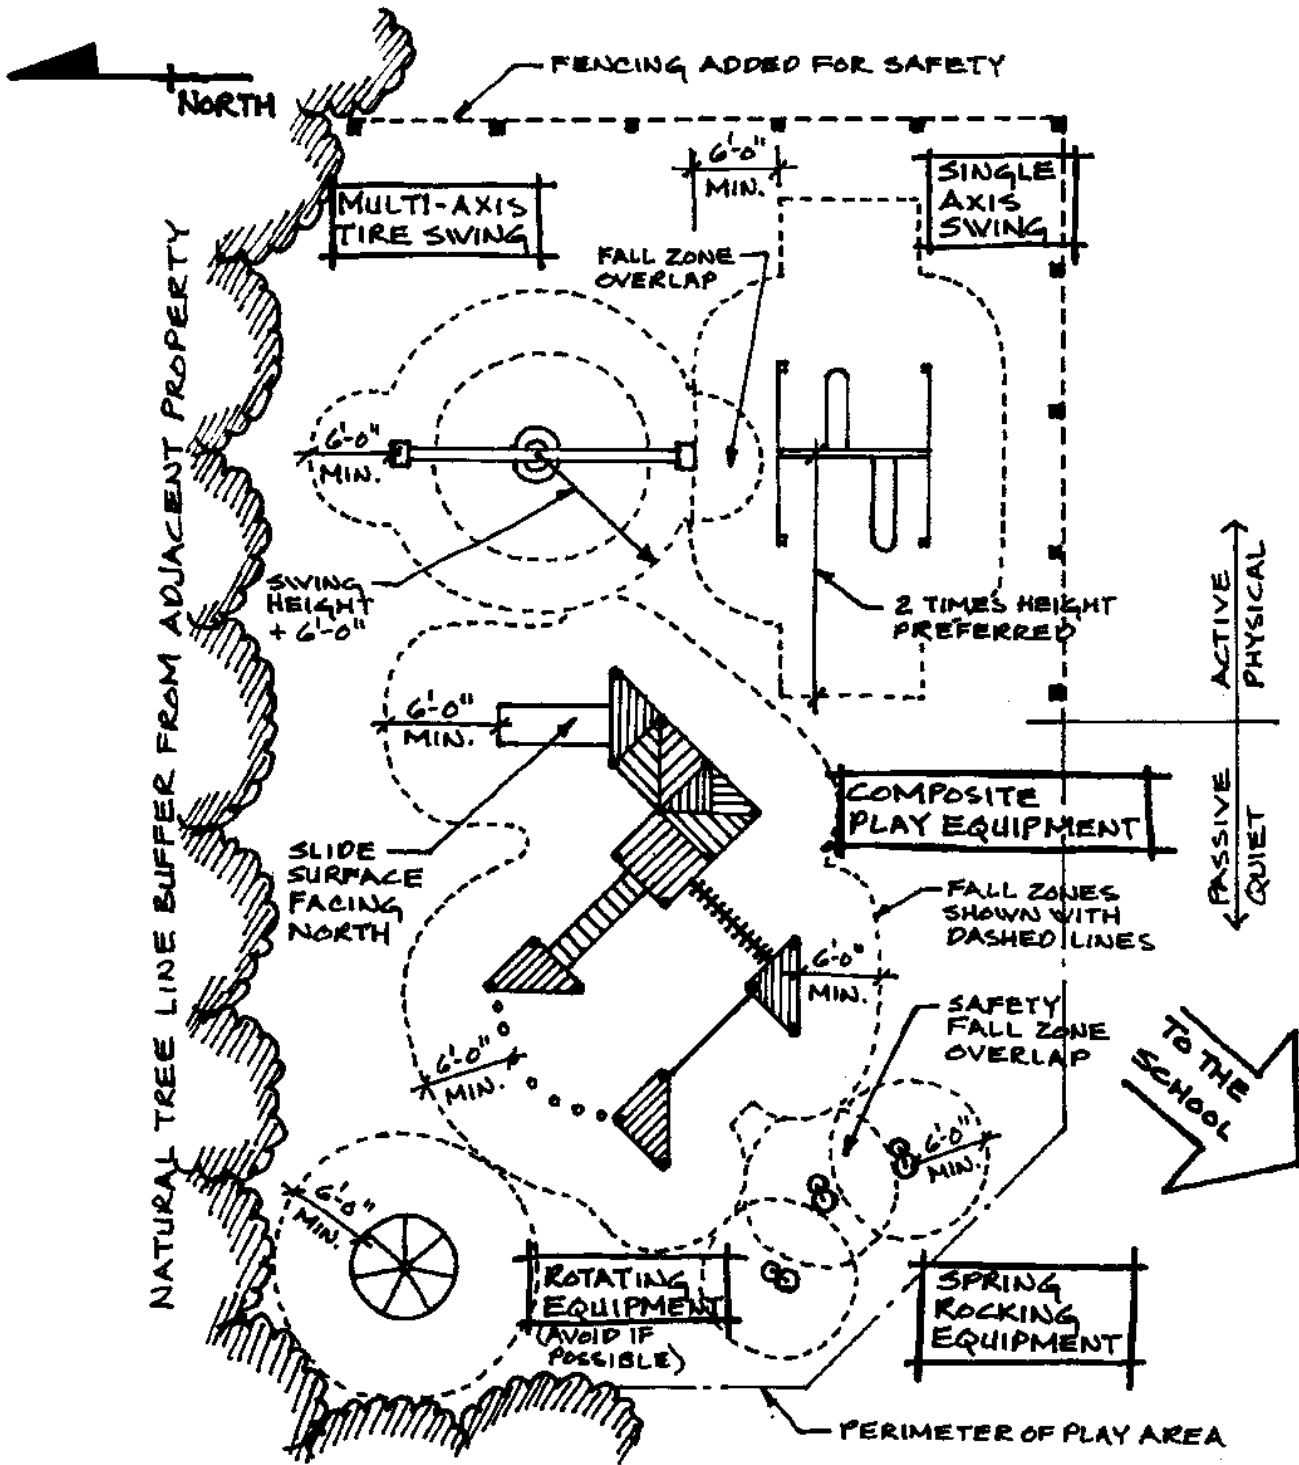 FENCING ADDED FOR SAFETY
NORTH
6'-0"
MIN.
SINGLE
AXIS
SWING
MULTI-AXIS
TIRE SWING
FALL ZONE
OVERLAP
NATURAL TREE LINE BUFFER FROM ADJACENT PROPERTY
6'-0"
MIN.
SWING
HEIGHT
+ 6'-0"
2 TIMES HEIGHT
PREFERRED
ACTIVE
PHYSICAL
6'-0"
MIN.
PASSIVE
QUIET
COMPOSITE
PLAY EQUIPMENT
SLIDE
SURFACE
FACING
NORTH
FALL ZONES
SHOWN WITH
DASHED LINES
6'-0"
MIN.
SAFETY
FALL ZONE
OVERLAP
6'-0"
MIN.
TO THE
SCHOOL
6'-0"
MIN.
6'-0"
MIN.
ROTATING
EQUIPMENT
(AVOID IF
POSSIBLE)
SPRING
ROCKING
EQUIPMENT
PERIMETER OF PLAY AREA